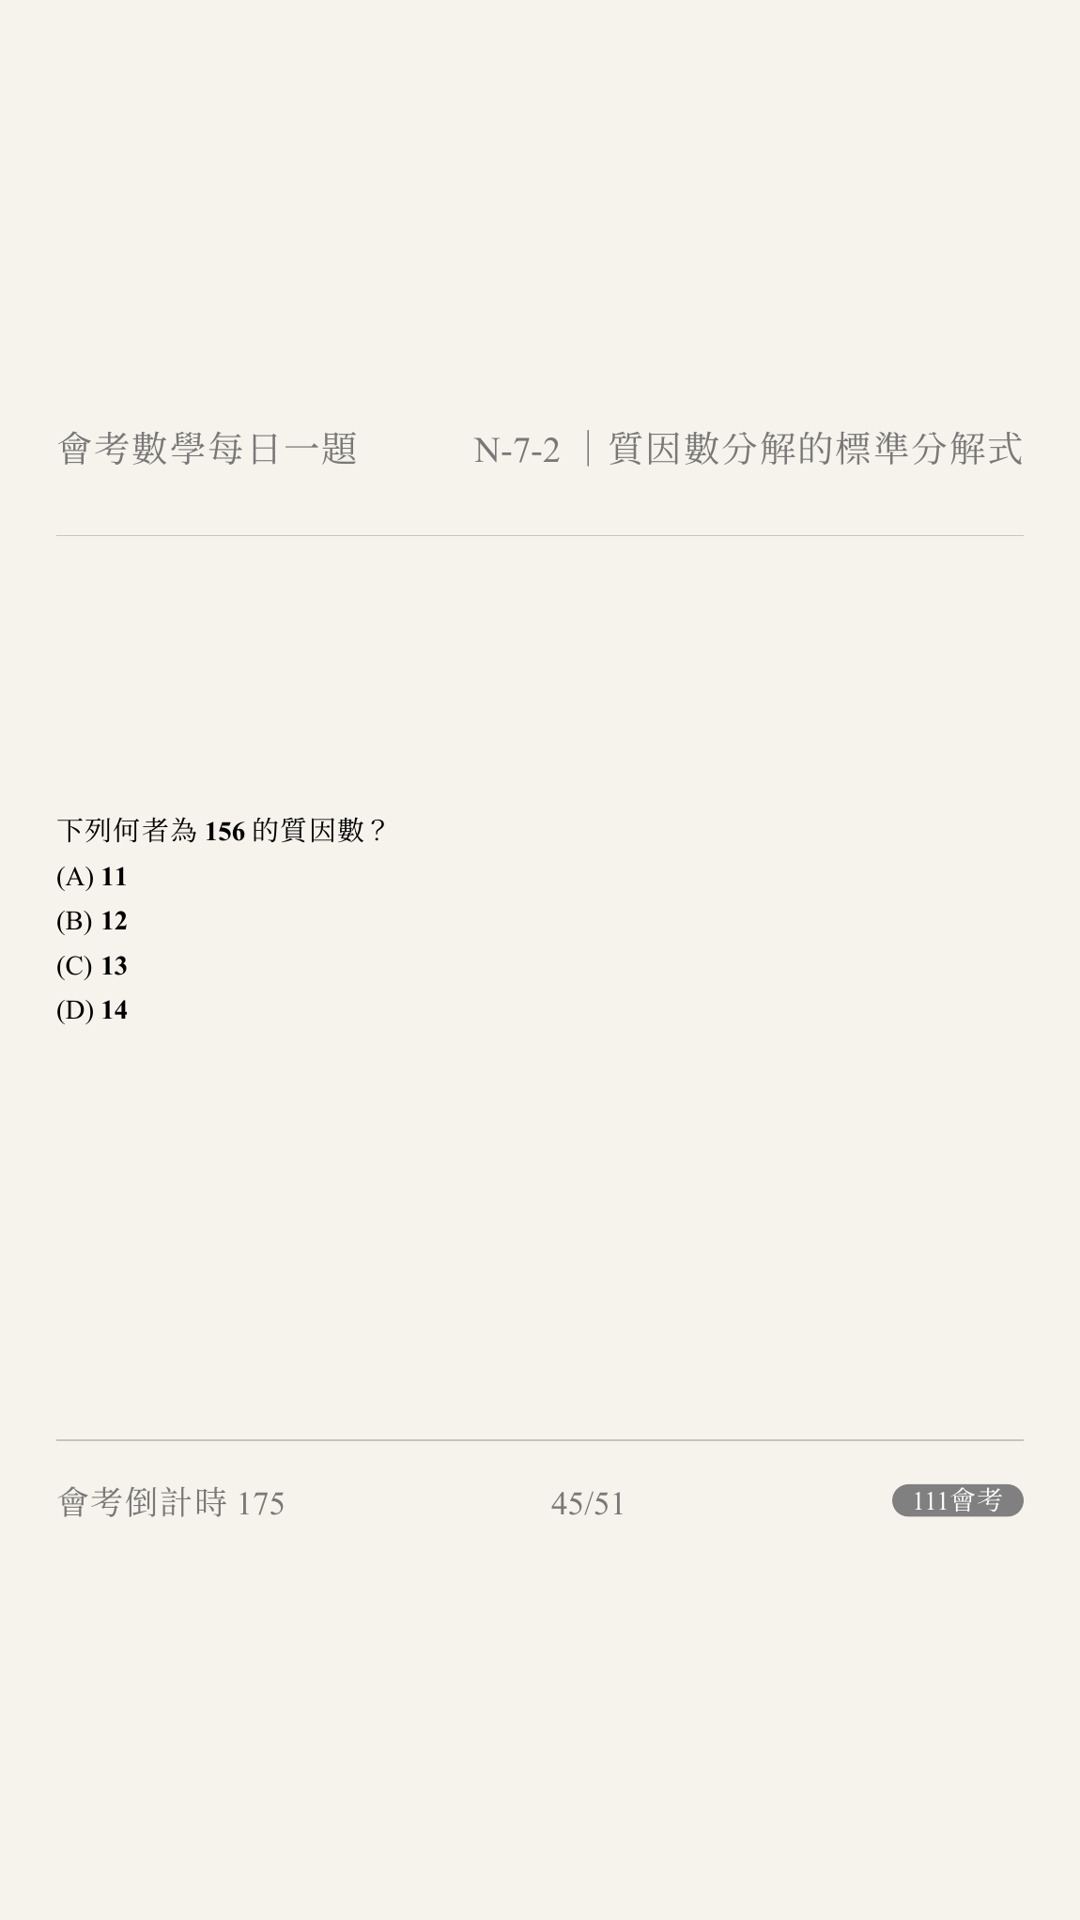 會考數學每日一題
N-7-2｜質因數分解的標準分解式
下列何者為 156 的質因數？
(A) 11
(B) 12
(C) 13
(D) 14
會考倒計時 175
45/51
111會考